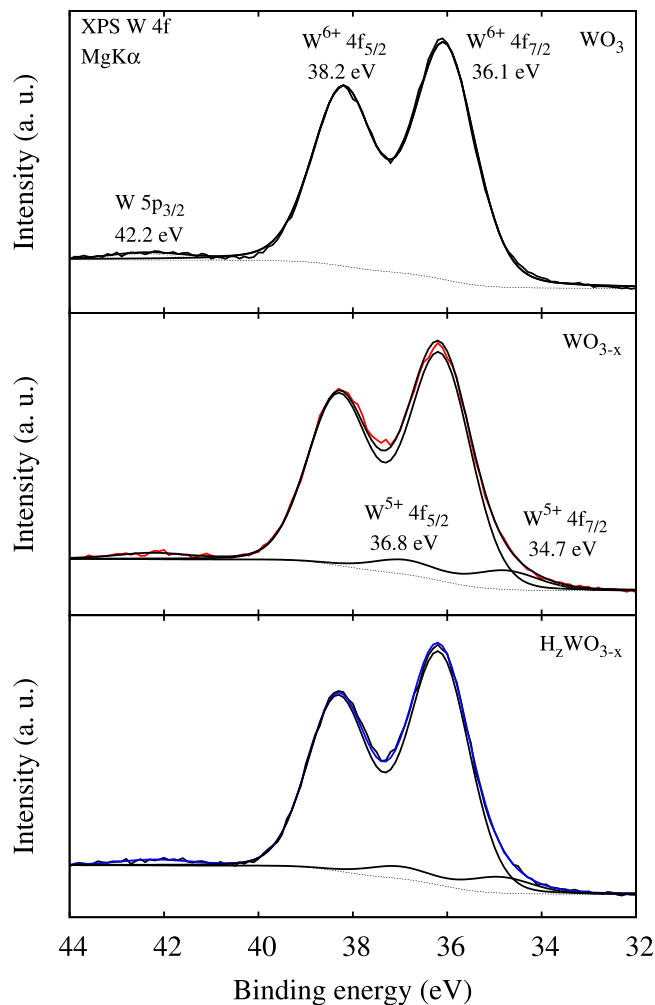 XPS W 4f
MgKα
W⁶⁺ 4f₅/₂
38.2 eV
W⁶⁺ 4f₇/₂
36.1 eV
WO₃
W 5p₃/₂
42.2 eV
Intensity (a. u.)
WO₃₋ₓ
W⁵⁺ 4f₅/₂
36.8 eV
W⁵⁺ 4f₇/₂
34.7 eV
Intensity (a. u.)
H_zWO₃₋ₓ
Intensity (a. u.)
44 42 40 38 36 34 32
Binding energy (eV)